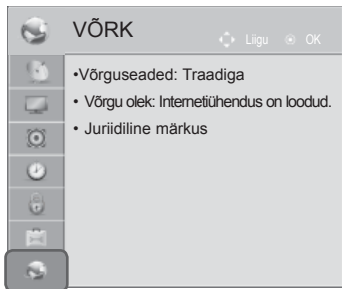 VÕRK
Liigu OK
•Võrguseaded: Traadiga
• Võrgu olek: Internetiühendus on loodud.
• Juriidiline märkus